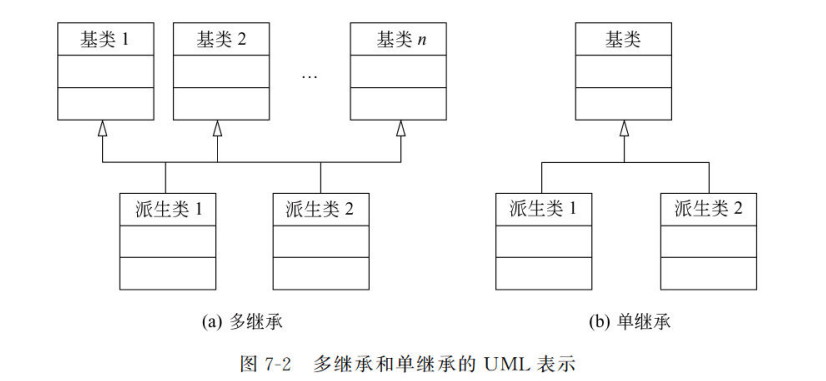 基类 1 基类 2 … 基类 n 基类
派生类 1 派生类 2 派生类 1 派生类 2
(a) 多继承 (b) 单继承
图 7-2 多继承和单继承的 UML 表示